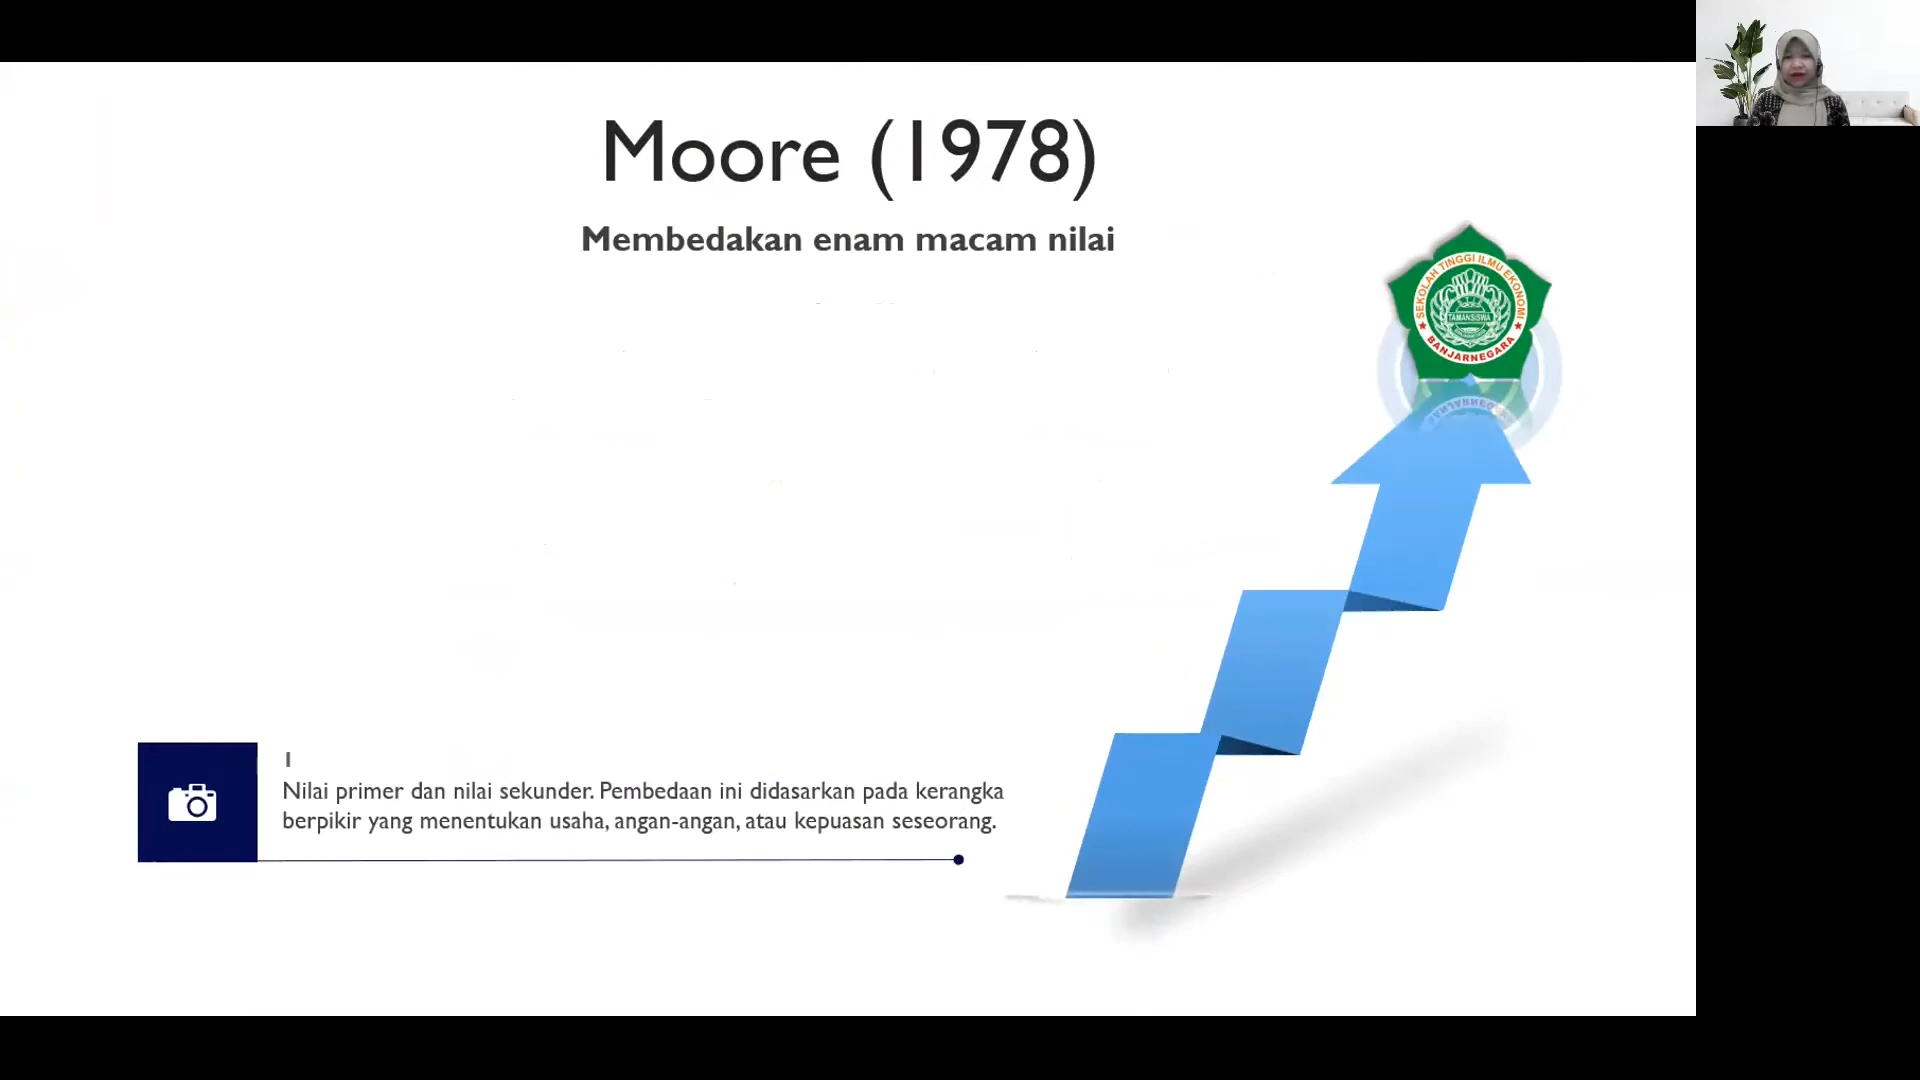 Moore (1978)
Membedakan enam macam nilai
SEKOLAH TINGGI ILMU EKONOMI
TAMANSISWA
BANJARNEGARA
1
Nilai primer dan nilai sekunder. Pembedaan ini didasarkan pada kerangka
berpikir yang menentukan usaha, angan-angan, atau kepuasan seseorang.